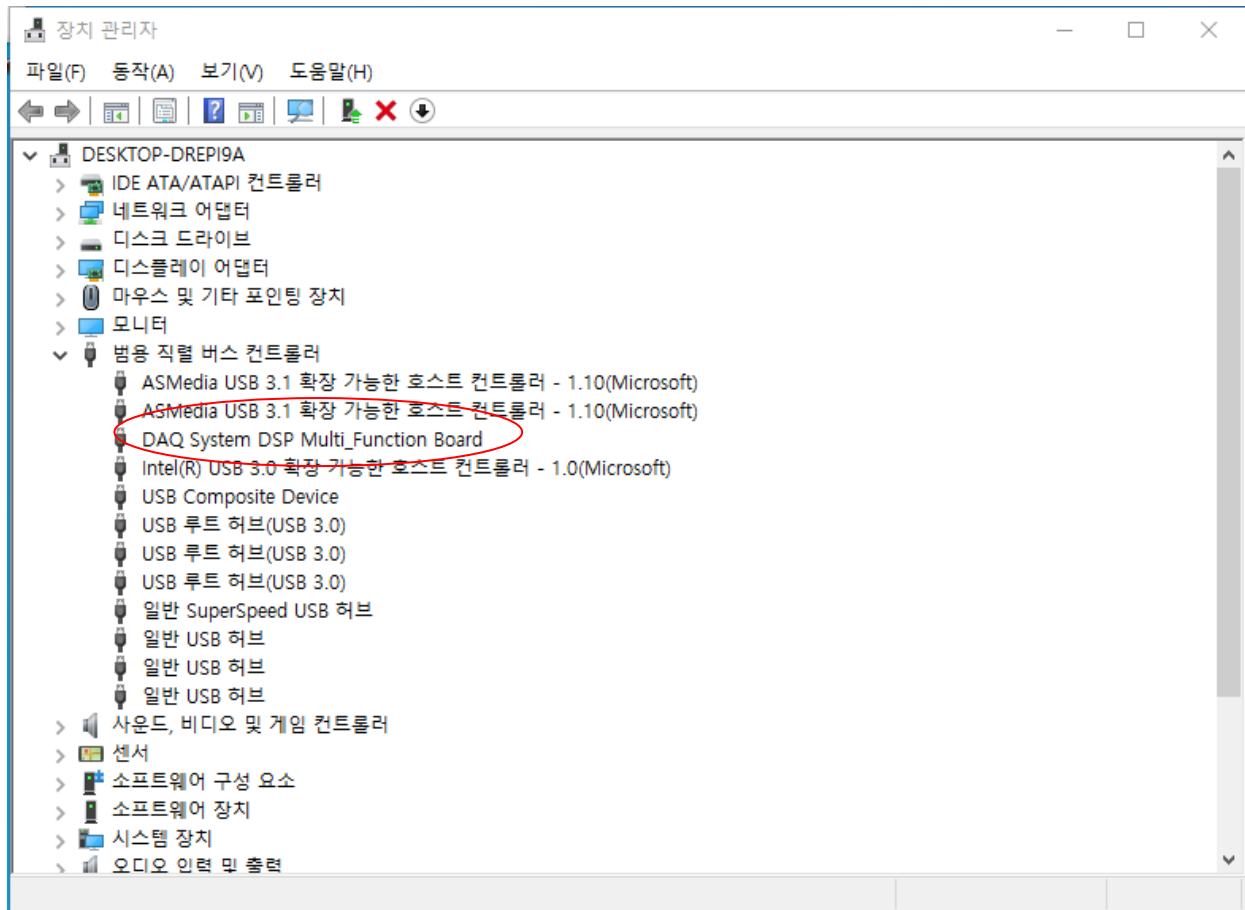 장치 관리자
파일(F) 동작(A) 보기(V) 도움말(H)
DESKTOP-DREPI9A
IDE ATA/ATAPI 컨트롤러
네트워크 어댑터
디스크 드라이브
디스플레이 어댑터
마우스 및 기타 포인팅 장치
모니터
범용 직렬 버스 컨트롤러
ASMedia USB 3.1 확장 가능한 호스트 컨트롤러 - 1.10(Microsoft)
ASMedia USB 3.1 확장 가능한 호스트 컨트롤러 - 1.10(Microsoft)
DAQ System DSP Multi_Function Board
Intel(R) USB 3.0 확장 가능한 호스트 컨트롤러 - 1.0(Microsoft)
USB Composite Device
USB 루트 허브(USB 3.0)
USB 루트 허브(USB 3.0)
USB 루트 허브(USB 3.0)
일반 SuperSpeed USB 허브
일반 USB 허브
일반 USB 허브
일반 USB 허브
사운드, 비디오 및 게임 컨트롤러
센서
소프트웨어 구성 요소
소프트웨어 장치
시스템 장치
오디오 입력 및 출력